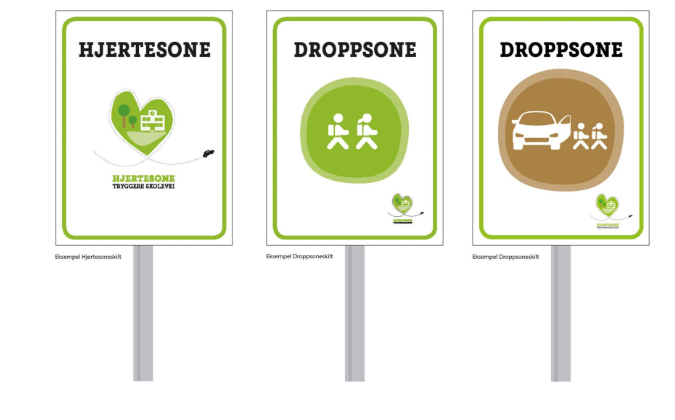 HJERTESONE
HJERTESONE
TRYGGERE SKOLEVEI
Eksempel Hjertesoneskilt
DROPPSONE
Eksempel Droppsoneskilt
DROPPSONE
Eksempel Droppsoneskilt